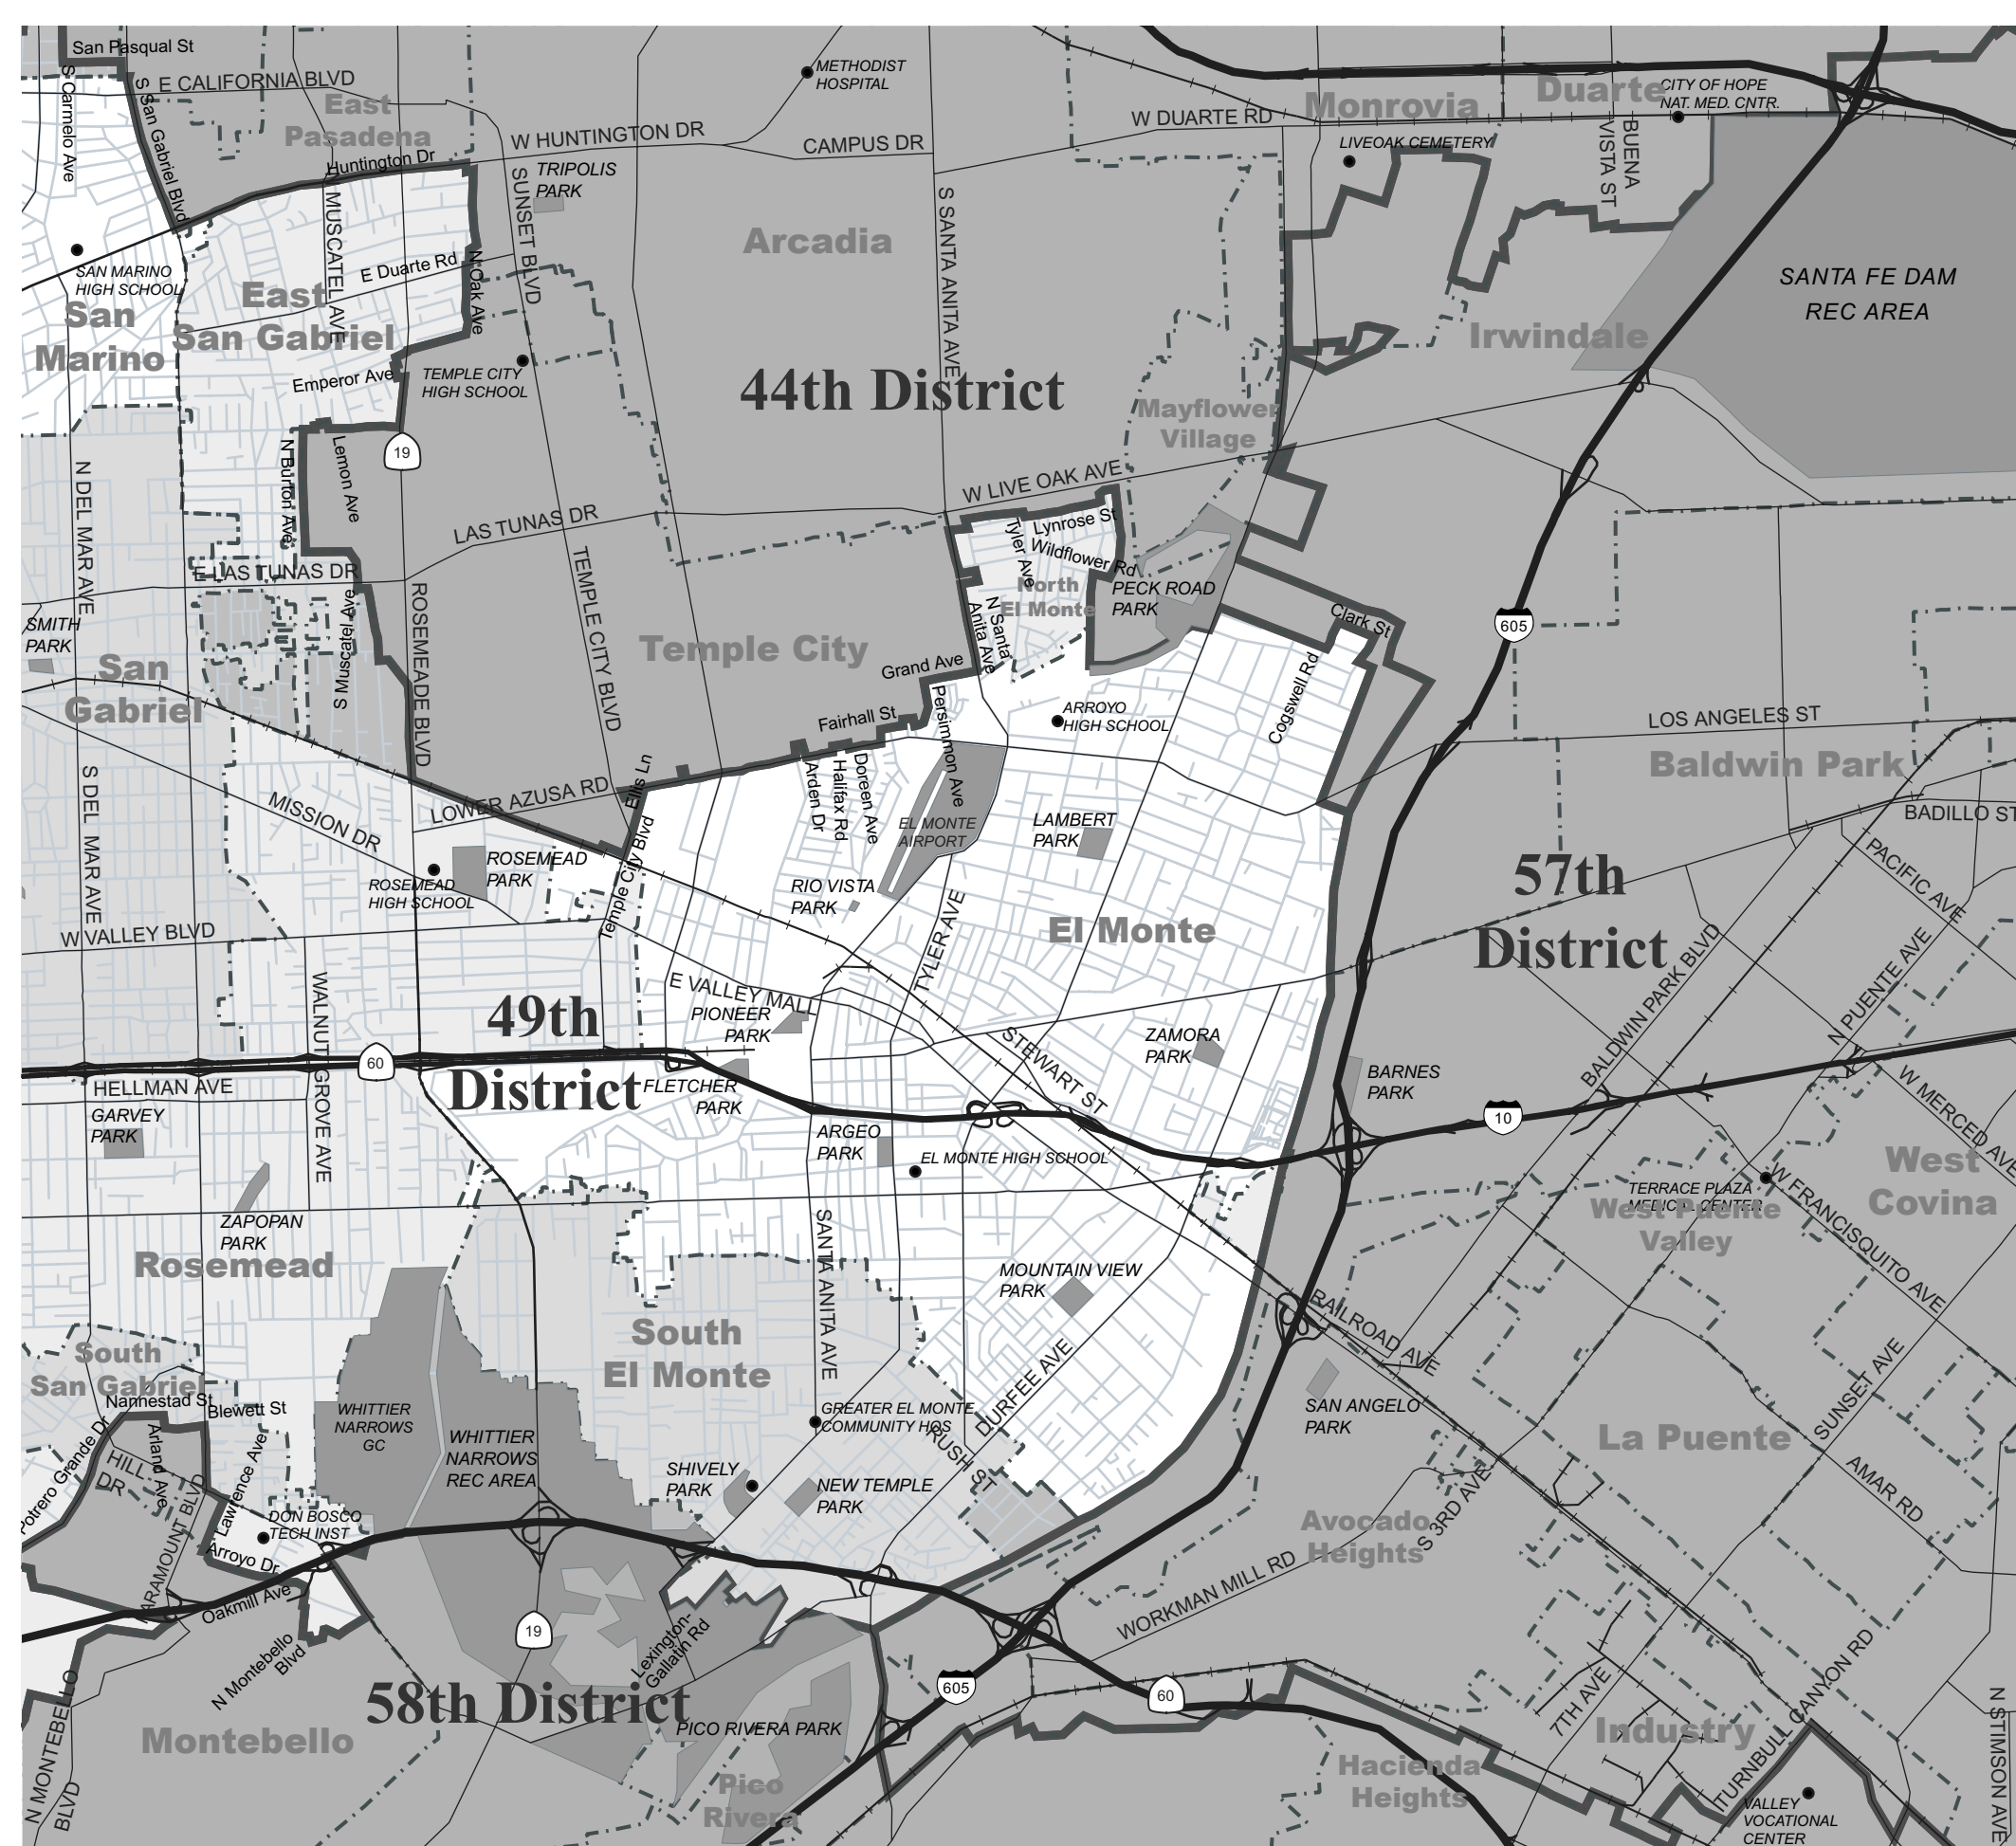 San Pasqual St
S Carmelo Ave
S San Gabriel Blvd
E CALIFORNIA BLVD
East
Pasadena
Huntington Dr
W HUNTINGTON DR
METHODIST
HOSPITAL
CAMPUS DR
W DUARTE RD
Monrovia
Duarte
CITY OF HOPE
NAT. MED. CNTR.
LIVEOAK CEMETERY
BUENA
VISTA ST
TRIPOLIS
PARK
SUNSET BLVD
N MUSCATEL AVE
E Duarte Rd
N Oak Ave
Arcadia
S SANTA ANITA AVE
SANTA FE DAM
REC AREA
SAN MARINO
HIGH SCHOOL
San
Marino
East
San Gabriel
Emperor Ave
TEMPLE CITY
HIGH SCHOOL
44th District
Irwindale
Mayflower
Village
19
N Burton Ave
Lemon Ave
N DEL MAR AVE
LAS TUNAS DR
W LIVE OAK AVE
Lynrose St
Tyler Ave
Wildflower Rd
North
El Monte
PECK ROAD
PARK
E LAS TUNAS DR
TEMPLE CITY BLVD
ROSEMEADE BLVD
S Muscatel Ave
SMITH
PARK
San
Gabriel
Temple City
N Santa
Anita Ave
Grand Ave
Clark St
605
Cogswell Rd
Fairhall St
Persimmon Ave
ARROYO
HIGH SCHOOL
LOS ANGELES ST
Baldwin Park
BADILLO ST
S DEL MAR AVE
MISSION DR
LOWER AZUSA RD
Ellis Ln
Arden Dr
Halifax Rd
Doreen Ave
EL MONTE
AIRPORT
LAMBERT
PARK
PACIFIC AVE
ROSEMEAD
PARK
ROSEMEAD
HIGH SCHOOL
Temple City Blvd
RIO VISTA
PARK
57th
District
W VALLEY BLVD
El Monte
TYLER AVE
BALDWIN PARK BLVD
N PUENTE AVE
WALNUT GROVE AVE
49th
District
E VALLEY MALL
PIONEER
PARK
STEWART ST
ZAMORA
PARK
60
HELLMAN AVE
FLETCHER
PARK
BARNES
PARK
10
W MERCED AVE
GARVEY
PARK
ARGEO
PARK
EL MONTE HIGH SCHOOL
West
Covina
TERRACE PLAZA
MEDICAL CENTER
West Puente
Valley
W FRANCISQUITO AVE
ZAPOPAN
PARK
Rosemead
SANTA ANITA AVE
MOUNTAIN VIEW
PARK
RAILROAD AVE
South
San Gabriel
South
El Monte
DURFEE AVE
SUNSET AVE
Nannestad St
Blewett St
WHITTIER
NARROWS
GC
WHITTIER
NARROWS
REC AREA
GREATER EL MONTE
COMMUNITY HOS
RUSH ST
SAN ANGELO
PARK
La Puente
Potrero Grande Dr
HILL
DR
Arland Ave
PARAMOUNT BLVD
Lawrence Ave
SHIVELY
PARK
NEW TEMPLE
PARK
AMAR RD
DON BOSCO
TECH INST
Arroyo Dr
Avocado
Heights
S 3RD AVE
Oakmill Ave
WORKMAN MILL RD
19
Lexington-
Gallatin Rd
N Montebello
Blvd
58th District
605
60
PICO RIVERA PARK
7TH AVE
TURNBULL CANYON RD
Industry
N STIMSON AVE
Montebello
N MONTEBELLO
BLVD
Pico
Rivera
Hacienda
Heights
VALLEY
VOCATIONAL
CENTER